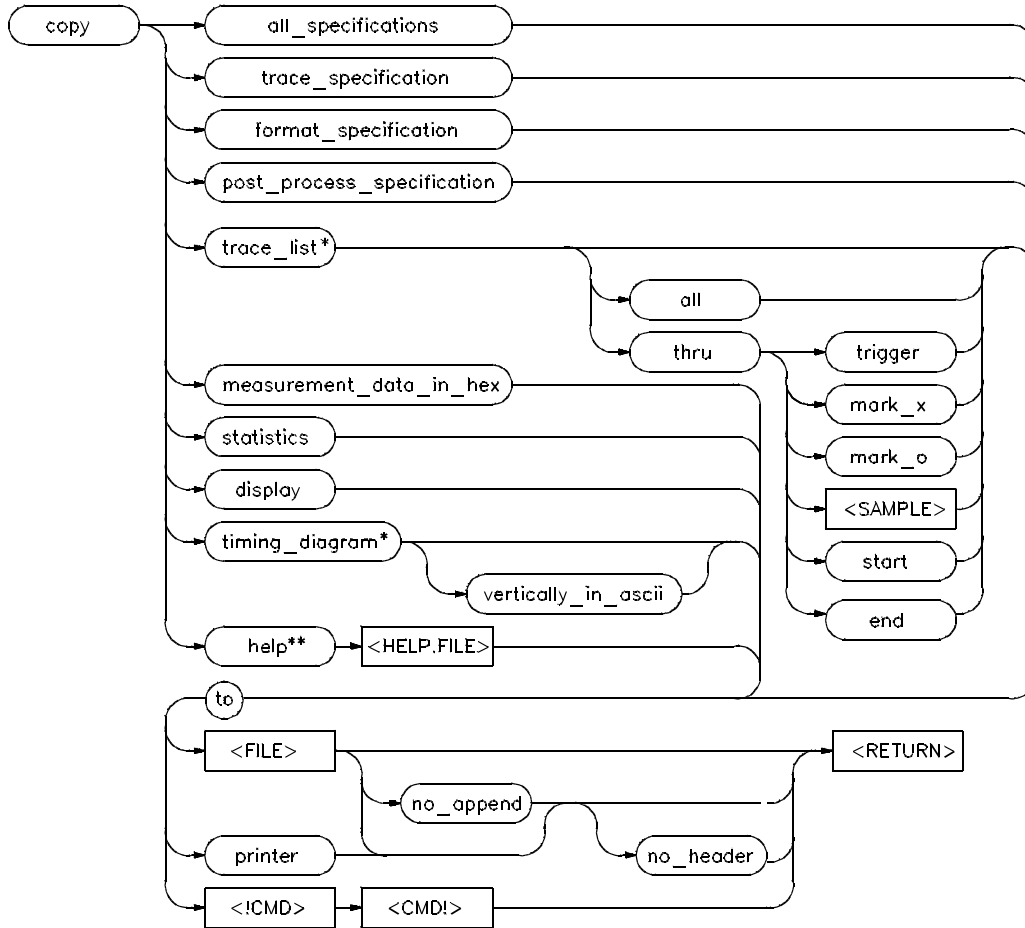 copy
all_specifications
trace_specification
format_specification
post_process_specification
trace_list*
all
thru
trigger
measurement_data_in_hex
mark_x
statistics
mark_o
display
<SAMPLE>
timing_diagram*
start
vertically_in_ascii
end
help**
<HELP.FILE>
to
<FILE>
<RETURN>
no_append
printer
no_header
<!CMD>
<CMD!>